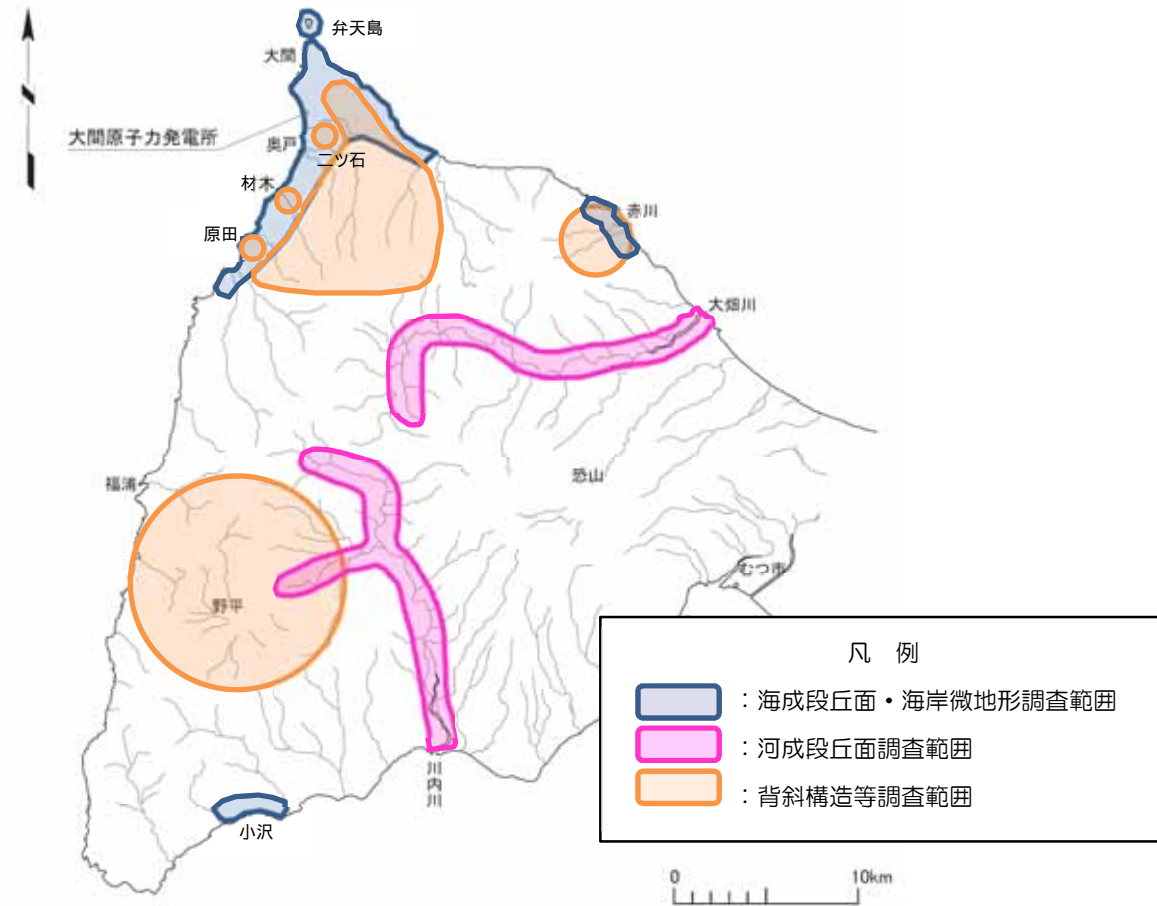 弁天島
大間
大間原子力発電所
奥戸
二ツ石
材木
原田
赤川
大畑川
福浦
恐山
野平
むつ市
川内川
小沢
凡 例
：海成段丘面・海岸微地形調査範囲
：河成段丘面調査範囲
：背斜構造等調査範囲
0 10km